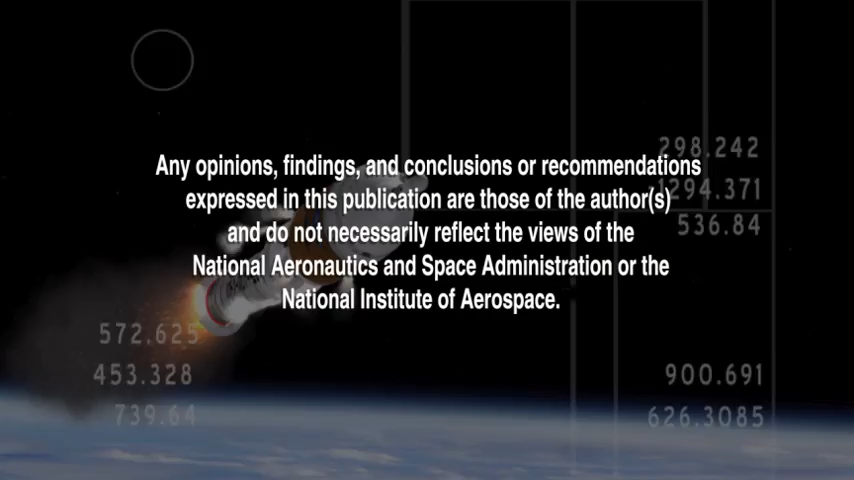 Any opinions, findings, and conclusions or recommendations
expressed in this publication are those of the author(s)
and do not necessarily reflect the views of the
National Aeronautics and Space Administration or the
National Institute of Aerospace.
298.242
294.371
536.84
572.625
453.328
739.64
900.691
626.3085